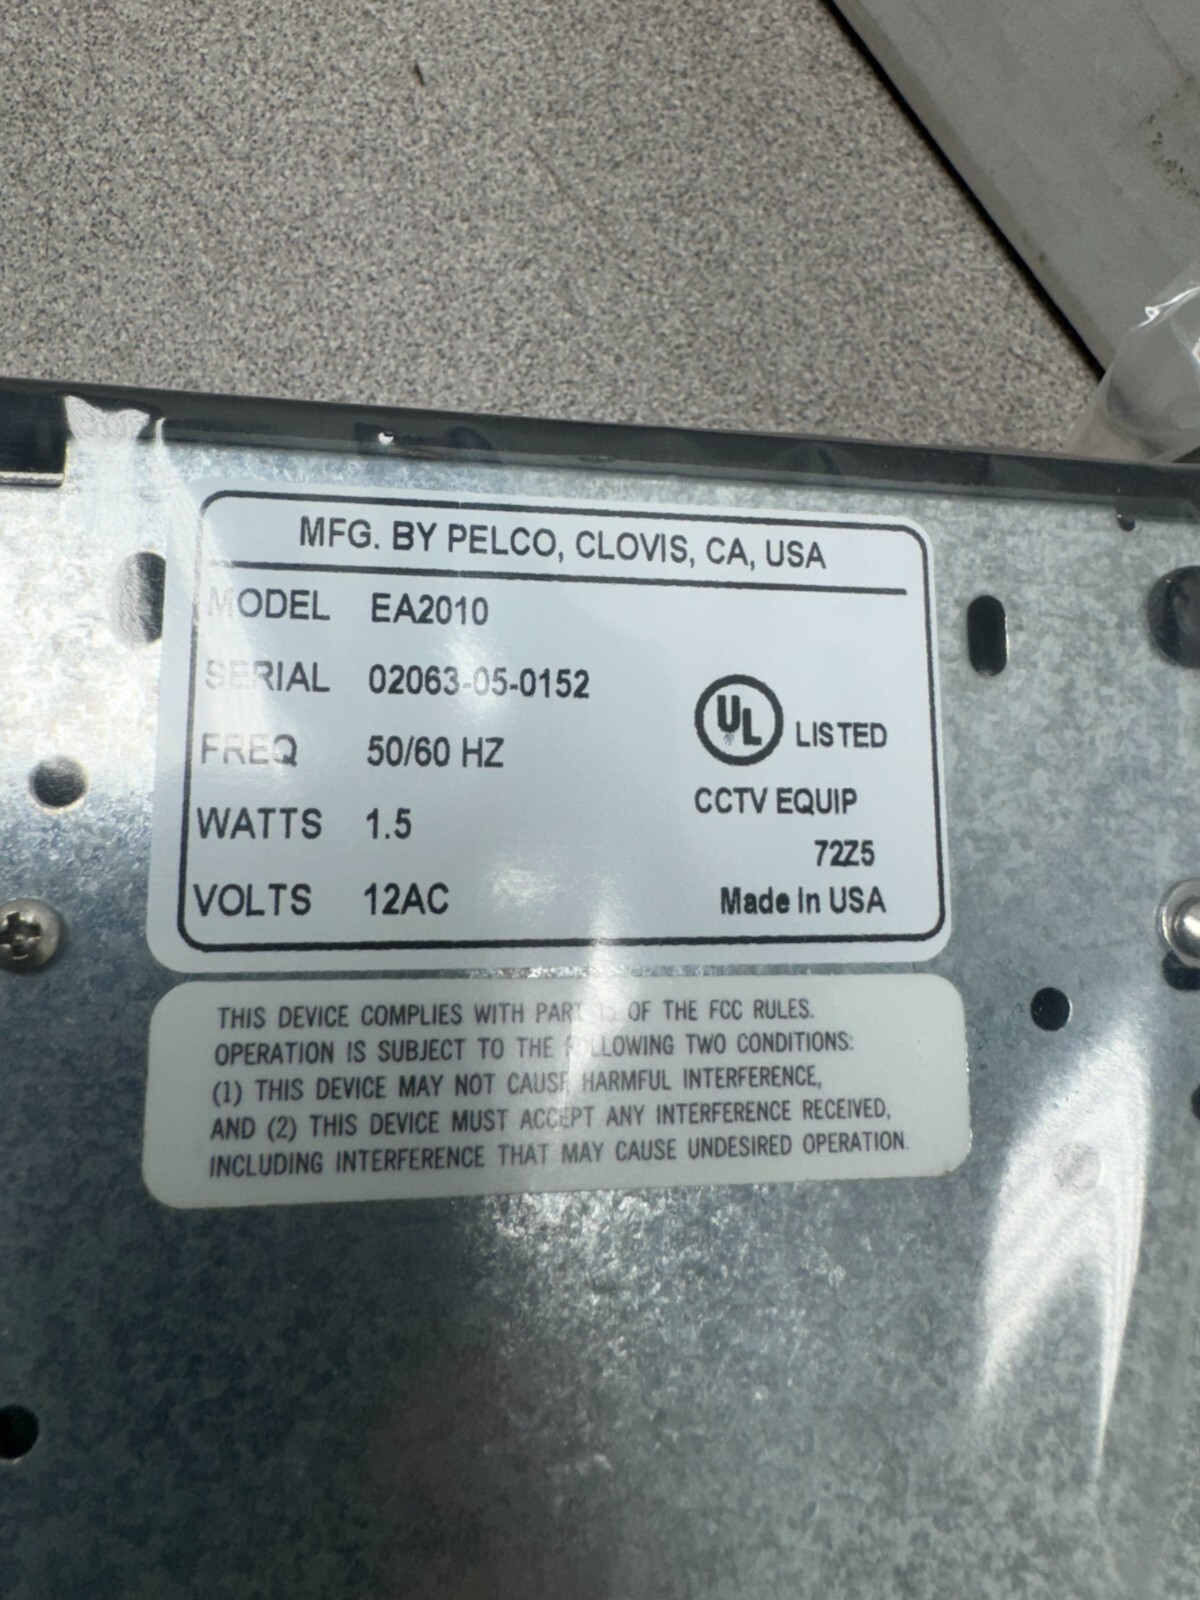 MFG. BY PELCO, CLOVIS, CA, USA
MODEL EA2010
SERIAL 02063-05-0152
FREQ 50/60 HZ
UL LISTED
WATTS 1.5
CCTV EQUIP
72Z5
VOLTS 12AC
Made In USA
THIS DEVICE COMPLIES WITH PART 15 OF THE FCC RULES.
OPERATION IS SUBJECT TO THE FOLLOWING TWO CONDITIONS:
(1) THIS DEVICE MAY NOT CAUSE HARMFUL INTERFERENCE,
AND (2) THIS DEVICE MUST ACCEPT ANY INTERFERENCE RECEIVED,
INCLUDING INTERFERENCE THAT MAY CAUSE UNDESIRED OPERATION.